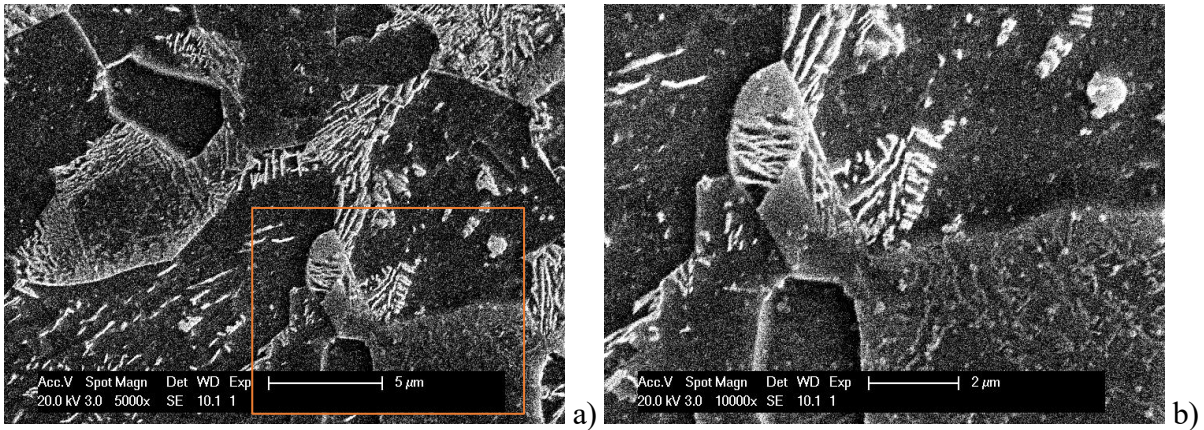 Acc.V Spot Magn Det WD Exp 5 µm
20.0 kV 3.0 5000x SE 10.1 1
a)
Acc.V Spot Magn Det WD Exp 2 µm
20.0 kV 3.0 10000x SE 10.1 1
b)